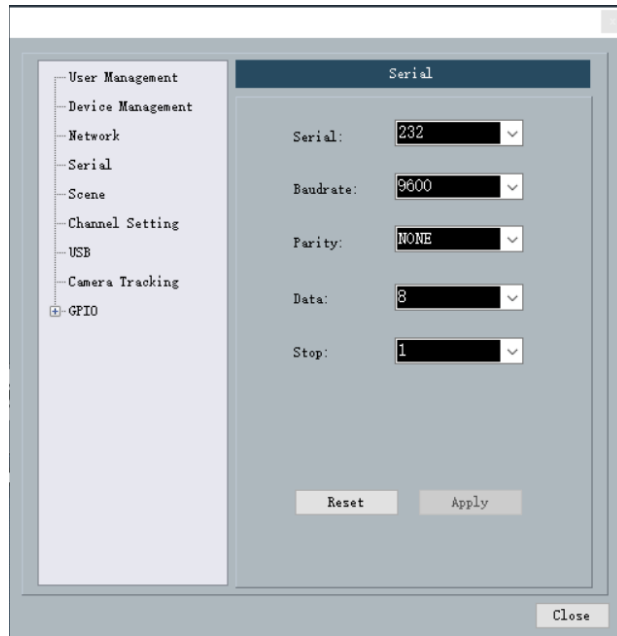 User Management
Device Management
Network
Serial
Scene
Channel Setting
USB
Camera Tracking
GPIO
Serial
Serial: 232
Baudrate: 9600
Parity: NONE
Data: 8
Stop: 1
Reset Apply
Close